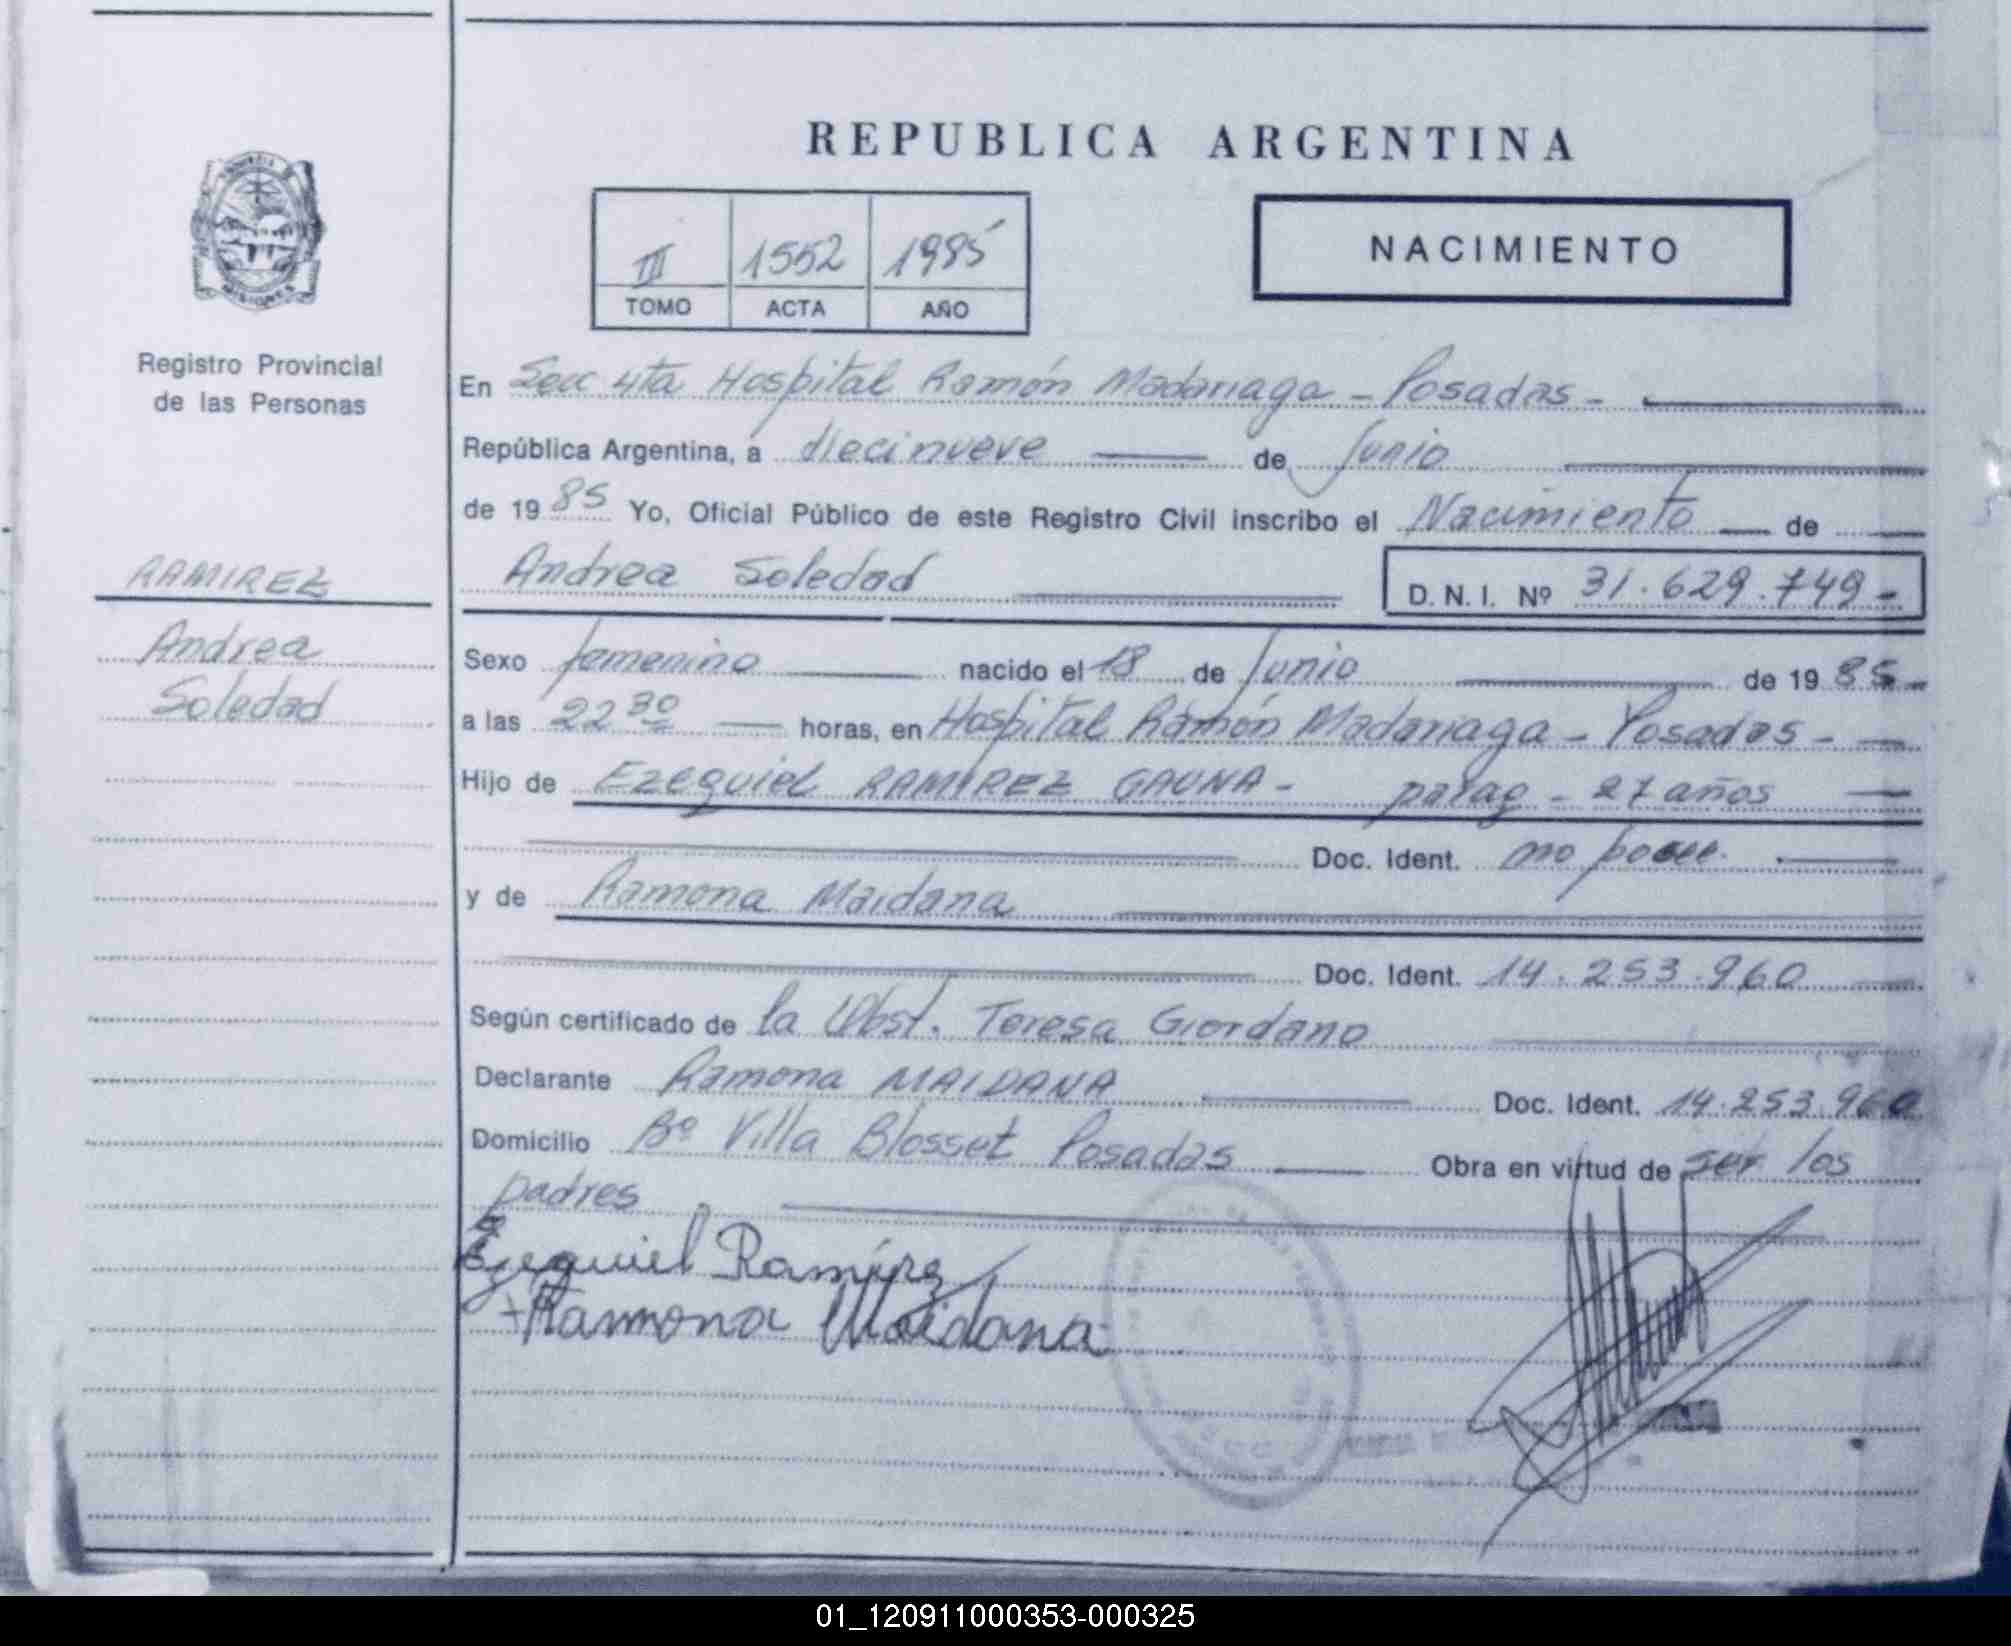 REPUBLICA ARGENTINA
NACIMIENTO
III 1552 1985
TOMO ACTA AÑO
MISIONES
Registro Provincial
de las Personas
RAMIREZ
Andrea
Soledad
En Secc 4ta Hospital Ramón Madariaga - Posadas -
República Argentina, a diecinueve de Junio
de 1985 Yo, Oficial Público de este Registro Civil inscribo el Nacimiento de
Andrea Soledad D.N.I. Nº 31.629.749-
Sexo femenino nacido el 18 de Junio de 1985-
a las 22 30 horas, en Hospital Ramón Madariaga - Posadas -
Hijo de Ezequiel RAMIREZ GAUNA - parag - 27 años
Doc. Ident. no posee.
y de Ramona Maidana
Doc. Ident. 14.253.960
Según certificado de la Obst. Teresa Giordano
Declarante Ramona MAIDANA Doc. Ident. 14.253.960
Domicilio Bº Villa Blosset Posadas Obra en virtud de ser los
padres
Ezequiel Ramírez
+Ramona Maidana
01_120911000353-000325